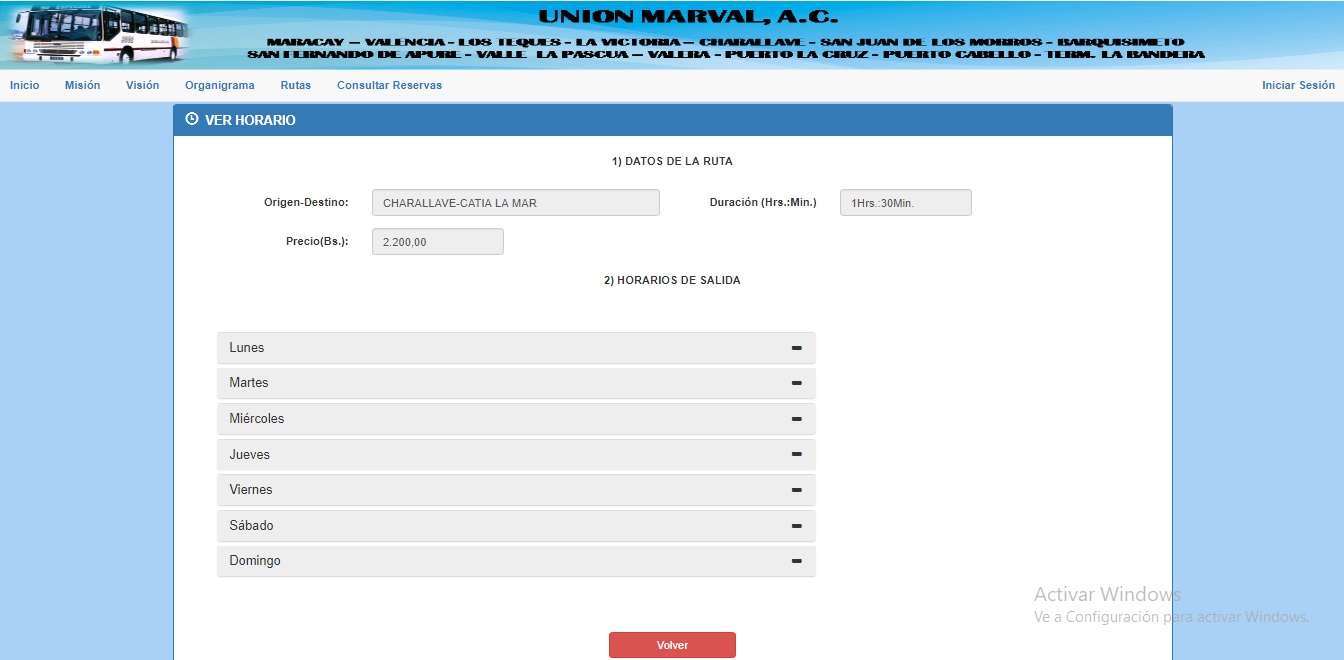 UNION MARVAL, A.C.
MARACAY – VALENCIA - LOS TEQUES - LA VICTORIA – CHARALLAVE - SAN JUAN DE LOS MORROS - BARQUISIMETO
SAN FERNANDO DE APURE - VALLE LA PASCUA – VALERA - PUERTO LA CRUZ - PUERTO CABELLO - TERM. LA BANDERA
Inicio Misión Visión Organigrama Rutas Consultar Reservas Iniciar Sesión
VER HORARIO
1) DATOS DE LA RUTA
Origen-Destino: CHARALLAVE-CATIA LA MAR Duración (Hrs.:Min.) 1Hrs.:30Min.
Precio(Bs.): 2.200,00
2) HORARIOS DE SALIDA
Lunes
Martes
Miércoles
Jueves
Viernes
Sábado
Domingo
Activar Windows
Ve a Configuración para activar Windows.
Volver